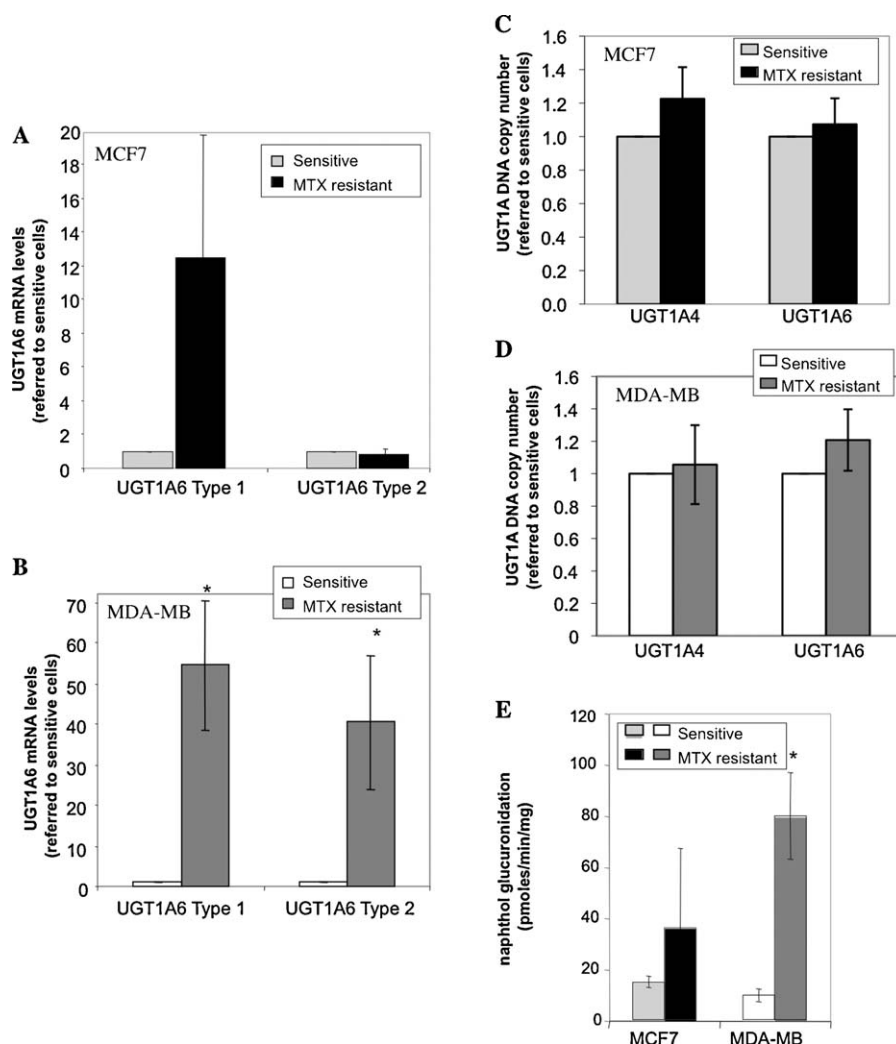 A
MCF7
Sensitive
MTX resistant
UGT1A6 mRNA levels
(referred to sensitive cells)
20
18
16
14
12
10
8
6
4
2
0
UGT1A6 Type 1 UGT1A6 Type 2
B
MDA-MB
Sensitive
MTX resistant
UGT1A6 mRNA levels
(referred to sensitive cells)
70
60
50
40
30
20
10
0
*
*
UGT1A6 Type 1 UGT1A6 Type 2
C
MCF7
Sensitive
MTX resistant
UGT1A DNA copy number
(referred to sensitive cells)
1.6
1.4
1.2
1.0
0.8
0.6
0.4
0.2
0.0
UGT1A4 UGT1A6
D
MDA-MB
Sensitive
MTX resistant
UGT1A DNA copy number
(referred to sensitive cells)
1.6
1.4
1.2
1
0.8
0.6
0.4
0.2
0
UGT1A4 UGT1A6
E
Sensitive
MTX resistant
naphthol glucuronidation
(pmoles/min/mg)
120
100
80
60
40
20
0
*
MCF7 MDA-MB